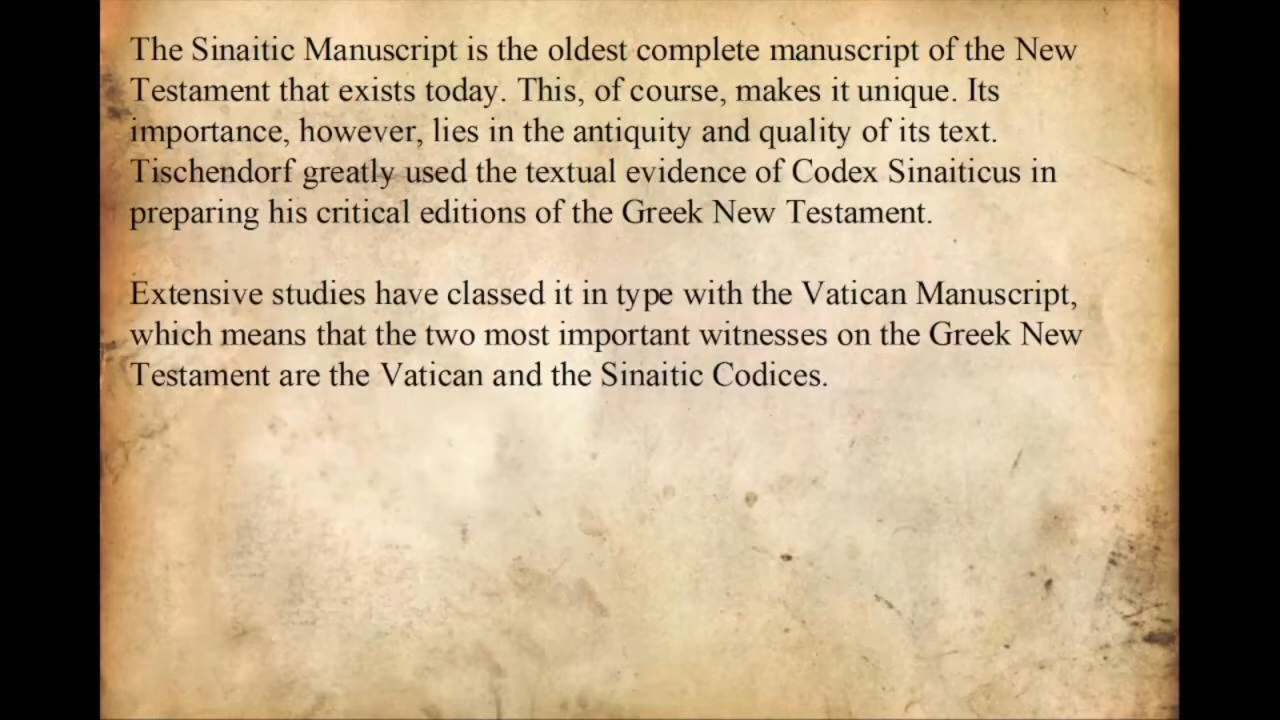 The Sinaitic Manuscript is the oldest complete manuscript of the New
Testament that exists today. This, of course, makes it unique. Its
importance, however, lies in the antiquity and quality of its text.
Tischendorf greatly used the textual evidence of Codex Sinaiticus in
preparing his critical editions of the Greek New Testament.
Extensive studies have classed it in type with the Vatican Manuscript,
which means that the two most important witnesses on the Greek New
Testament are the Vatican and the Sinaitic Codices.